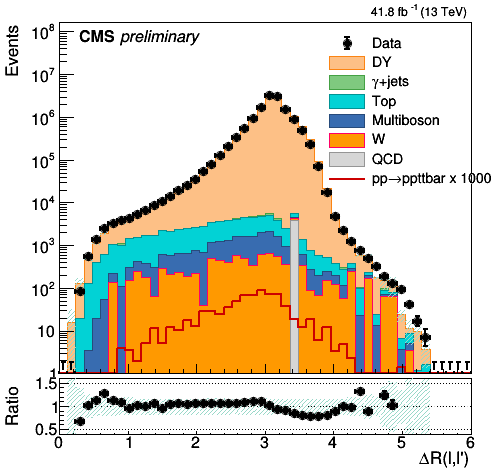 41.8 fb⁻¹ (13 TeV)
CMS preliminary
Events
10⁸
10⁷
10⁶
10⁵
10⁴
10³
10²
10
1
Data
DY
γ+jets
Top
Multiboson
W
QCD
pp→ppttbar x 1000
Ratio
1.5
1
0.5
0 1 2 3 4 5 6
ΔR(l,l')